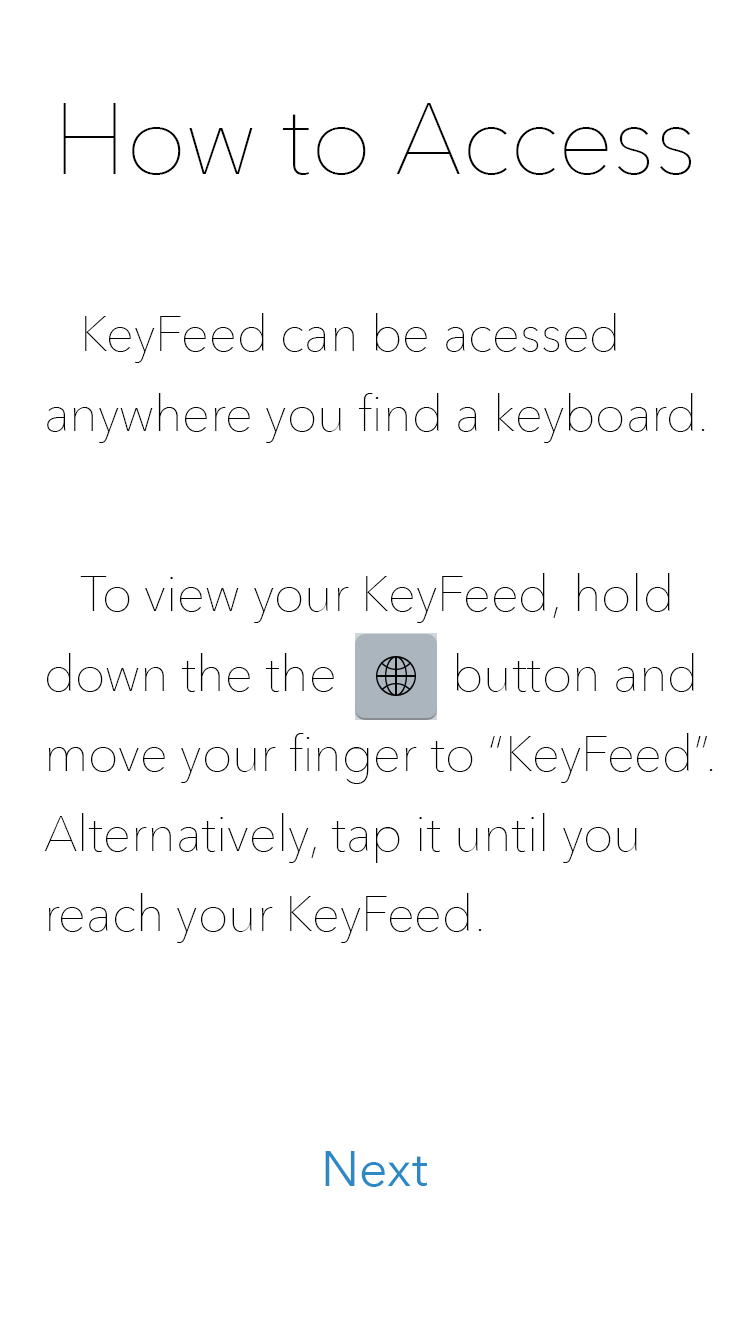 How to Access
KeyFeed can be acessed
anywhere you find a keyboard.
To view your KeyFeed, hold
down the the button and
move your finger to “KeyFeed”.
Alternatively, tap it until you
reach your KeyFeed.
Next